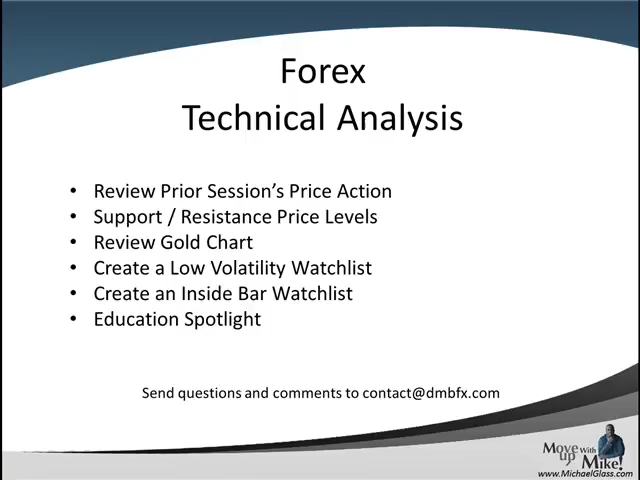 Forex
Technical Analysis
• Review Prior Session's Price Action
• Support / Resistance Price Levels
• Review Gold Chart
• Create a Low Volatility Watchlist
• Create an Inside Bar Watchlist
• Education Spotlight
Send questions and comments to contact@dmbfx.com
Move up With Mike!
www.MichaelGlass.com